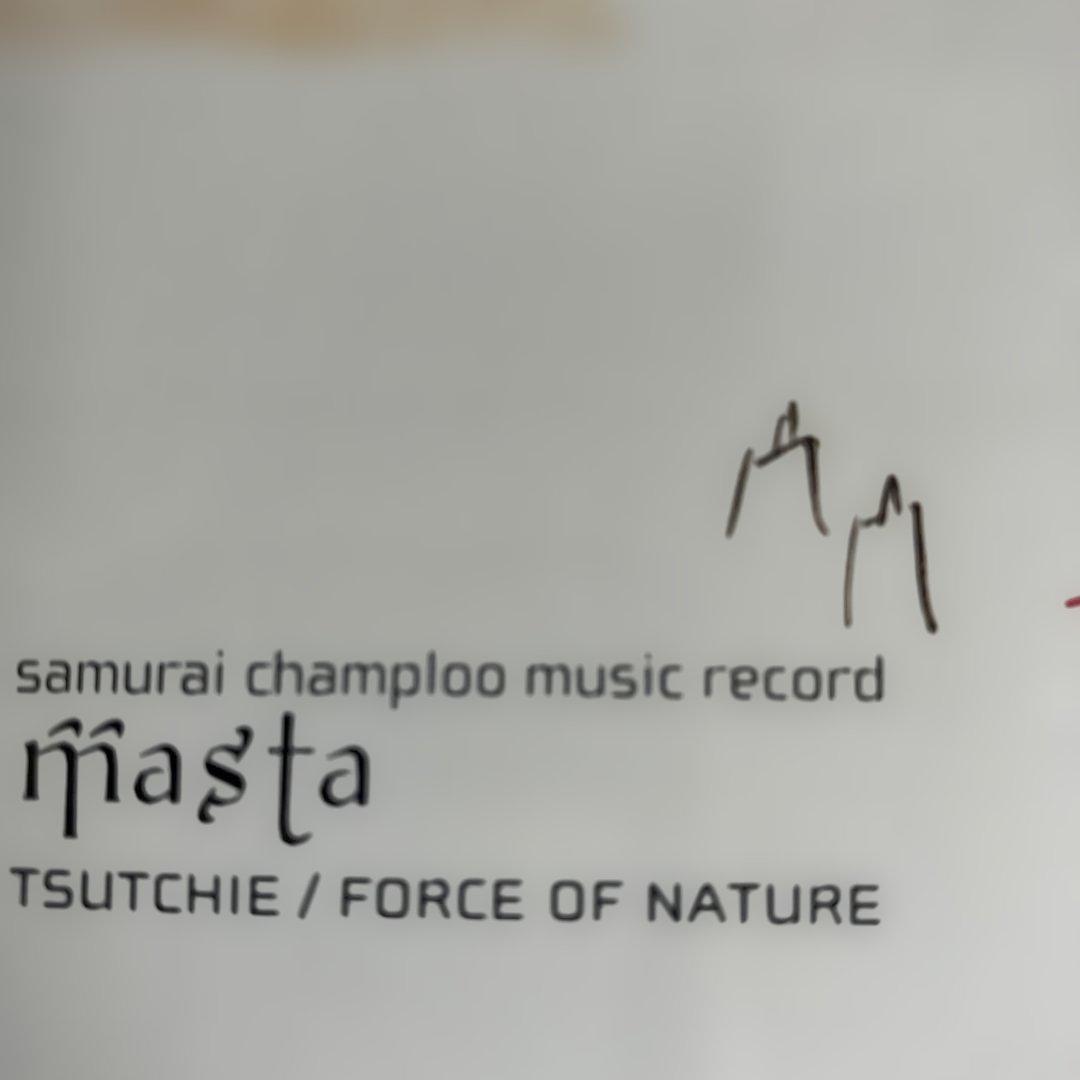 samurai champloo music record
masta
TSUTCHIE / FORCE OF NATURE